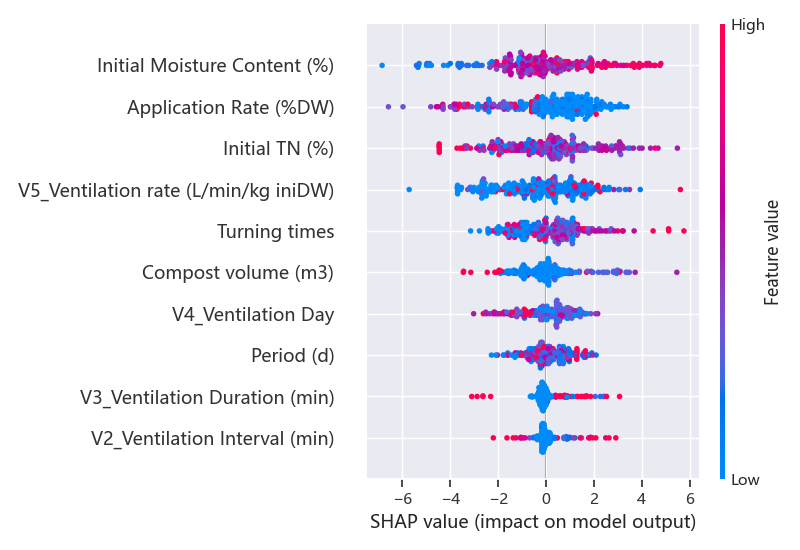 High
Initial Moisture Content (%)
Application Rate (%DW)
Initial TN (%)
V5_Ventilation rate (L/min/kg iniDW)
Turning times
Compost volume (m3)
V4_Ventilation Day
Period (d)
V3_Ventilation Duration (min)
V2_Ventilation Interval (min)
Feature value
Low
−6 −4 −2 0 2 4 6
SHAP value (impact on model output)